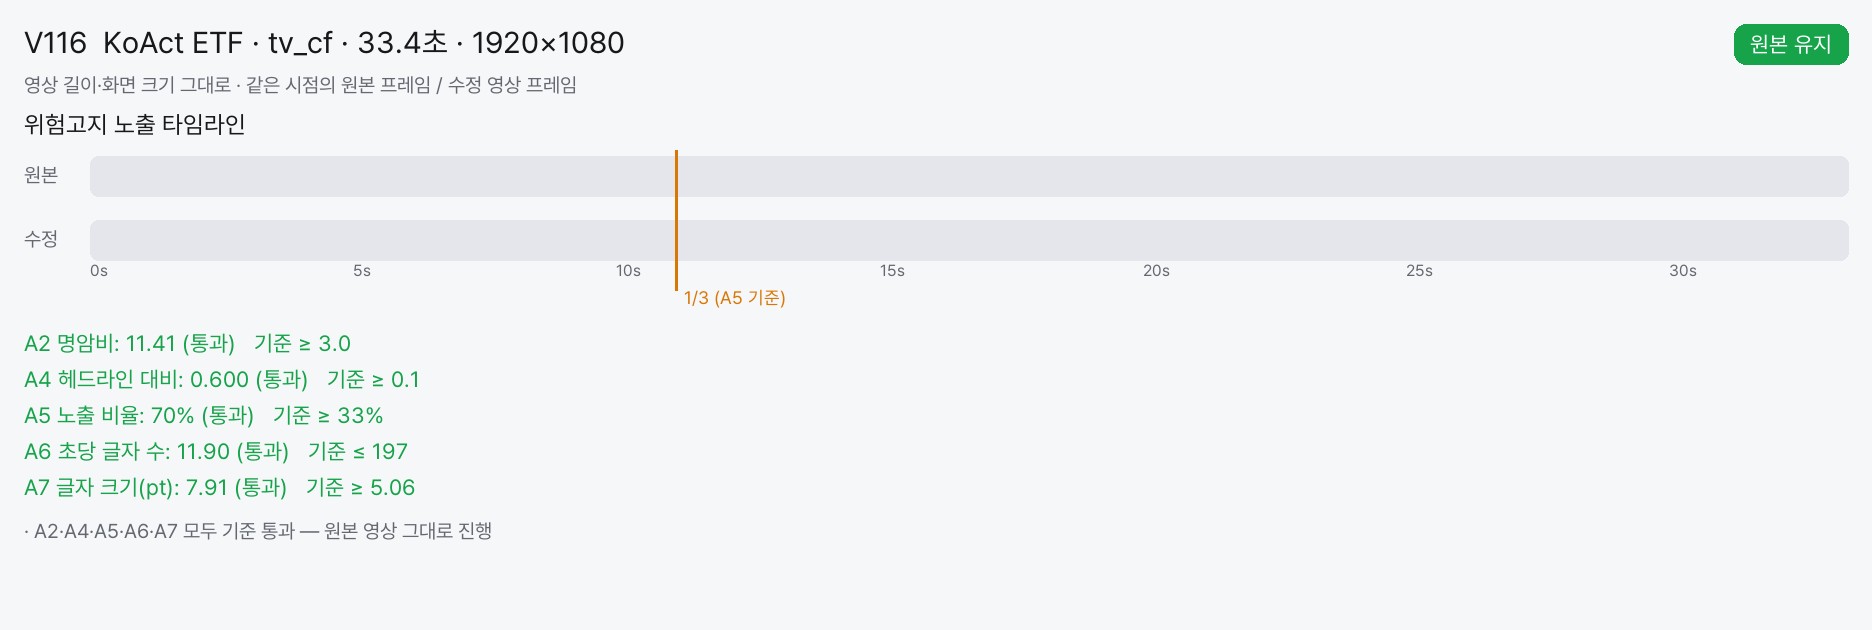 V116 KoAct ETF · tv_cf · 33.4초 · 1920×1080
원본 유지
영상 길이·화면 크기 그대로 · 같은 시점의 원본 프레임 / 수정 영상 프레임
위험고지 노출 타임라인
원본
수정
0s 5s 10s 15s 20s 25s 30s
1/3 (A5 기준)
A2 명암비: 11.41 (통과) 기준 ≥ 3.0
A4 헤드라인 대비: 0.600 (통과) 기준 ≥ 0.1
A5 노출 비율: 70% (통과) 기준 ≥ 33%
A6 초당 글자 수: 11.90 (통과) 기준 ≤ 197
A7 글자 크기(pt): 7.91 (통과) 기준 ≥ 5.06
· A2·A4·A5·A6·A7 모두 기준 통과 — 원본 영상 그대로 진행